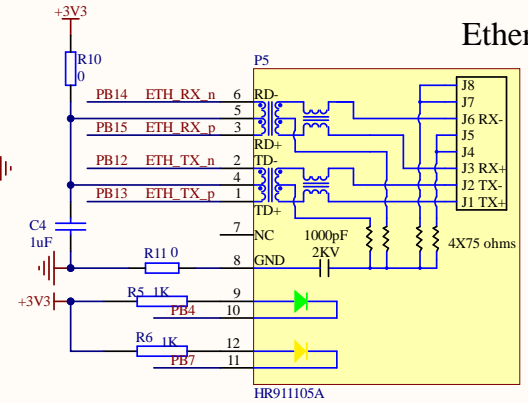 +3V3
Ether
R10
0
P5
PB14 ETH_RX_n 6 RD- J8
5 J7
PB15 ETH_RX_p 3 RD+ J6 RX-
J5
PB12 ETH_TX_n 2 TD- J4
4 J3 RX+
PB13 ETH_TX_p 1 TD+ J2 TX-
J1 TX+
C4
1uF
7 NC
1000pF
2KV
4X75 ohms
R11 0 8 GND
+3V3
R5 1K 9
PB4 10
R6 1K 12
PB7 11
HR911105A